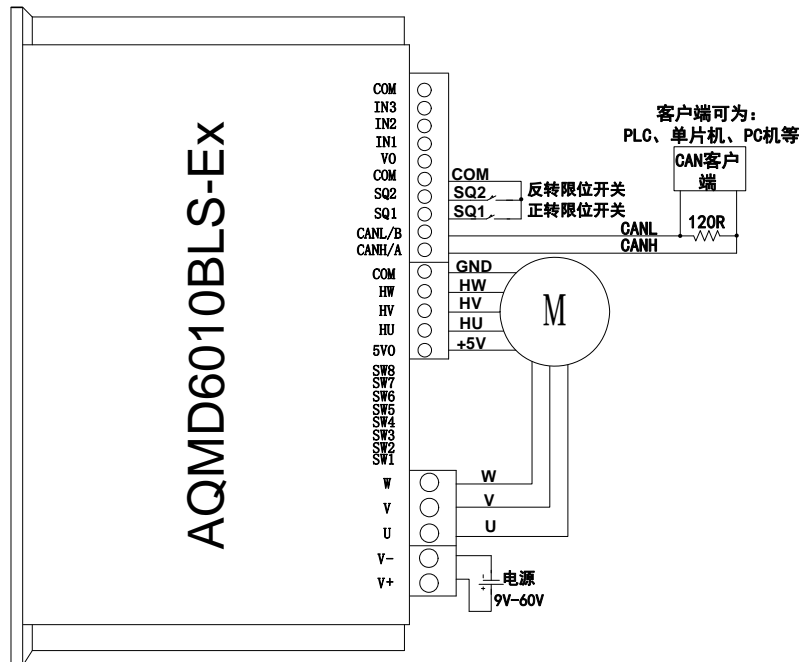 AQMD6010BLS-Ex
COM
IN3
IN2
IN1
VO
COM
SQ2
SQ1
CANL/B
CANH/A
COM
HW
HV
HU
5VO
SW8
SW7
SW6
SW5
SW4
SW3
SW2
SW1
W
V
U
V-
V+
COM
SQ2 反转限位开关
SQ1 正转限位开关
客户端可为：
PLC、单片机、PC机等
CAN客户
端
120R
CANL
CANH
GND
HW
HV
HU
+5V
M
W
V
U
- 电源
+
9V-60V